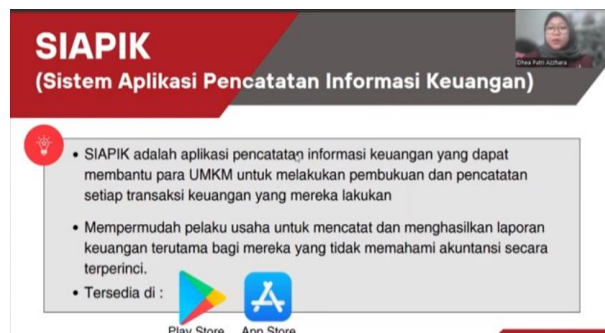 SIAPIK
(Sistem Aplikasi Pencatatan Informasi Keuangan)
Dhea Putri Azzhara
• SIAPIK adalah aplikasi pencatatan informasi keuangan yang dapat
membantu para UMKM untuk melakukan pembukuan dan pencatatan
setiap transaksi keuangan yang mereka lakukan
• Mempermudah pelaku usaha untuk mencatat dan menghasilkan laporan
keuangan terutama bagi mereka yang tidak memahami akuntansi secara
terperinci.
• Tersedia di :
Play Store App Store